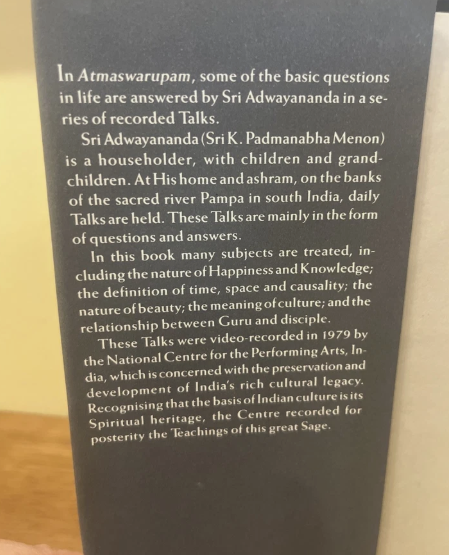 In Atmaswarupam, some of the basic questions
in life are answered by Sri Adwayananda in a se-
ries of recorded Talks.
Sri Adwayananda (Sri K. Padmanabha Menon)
is a householder, with children and grand-
children. At His home and ashram, on the banks
of the sacred river Pampa in south India, daily
Talks are held. These Talks are mainly in the form
of questions and answers.
In this book many subjects are treated, in-
cluding the nature of Happiness and Knowledge;
the definition of time, space and causality; the
nature of beauty; the meaning of culture; and the
relationship between Guru and disciple.
These Talks were video-recorded in 1979 by
the National Centre for the Performing Arts, In-
dia, which is concerned with the preservation and
development of India's rich cultural legacy.
Recognising that the basis of Indian culture is its
Spiritual heritage, the Centre recorded for
posterity the Teachings of this great Sage.